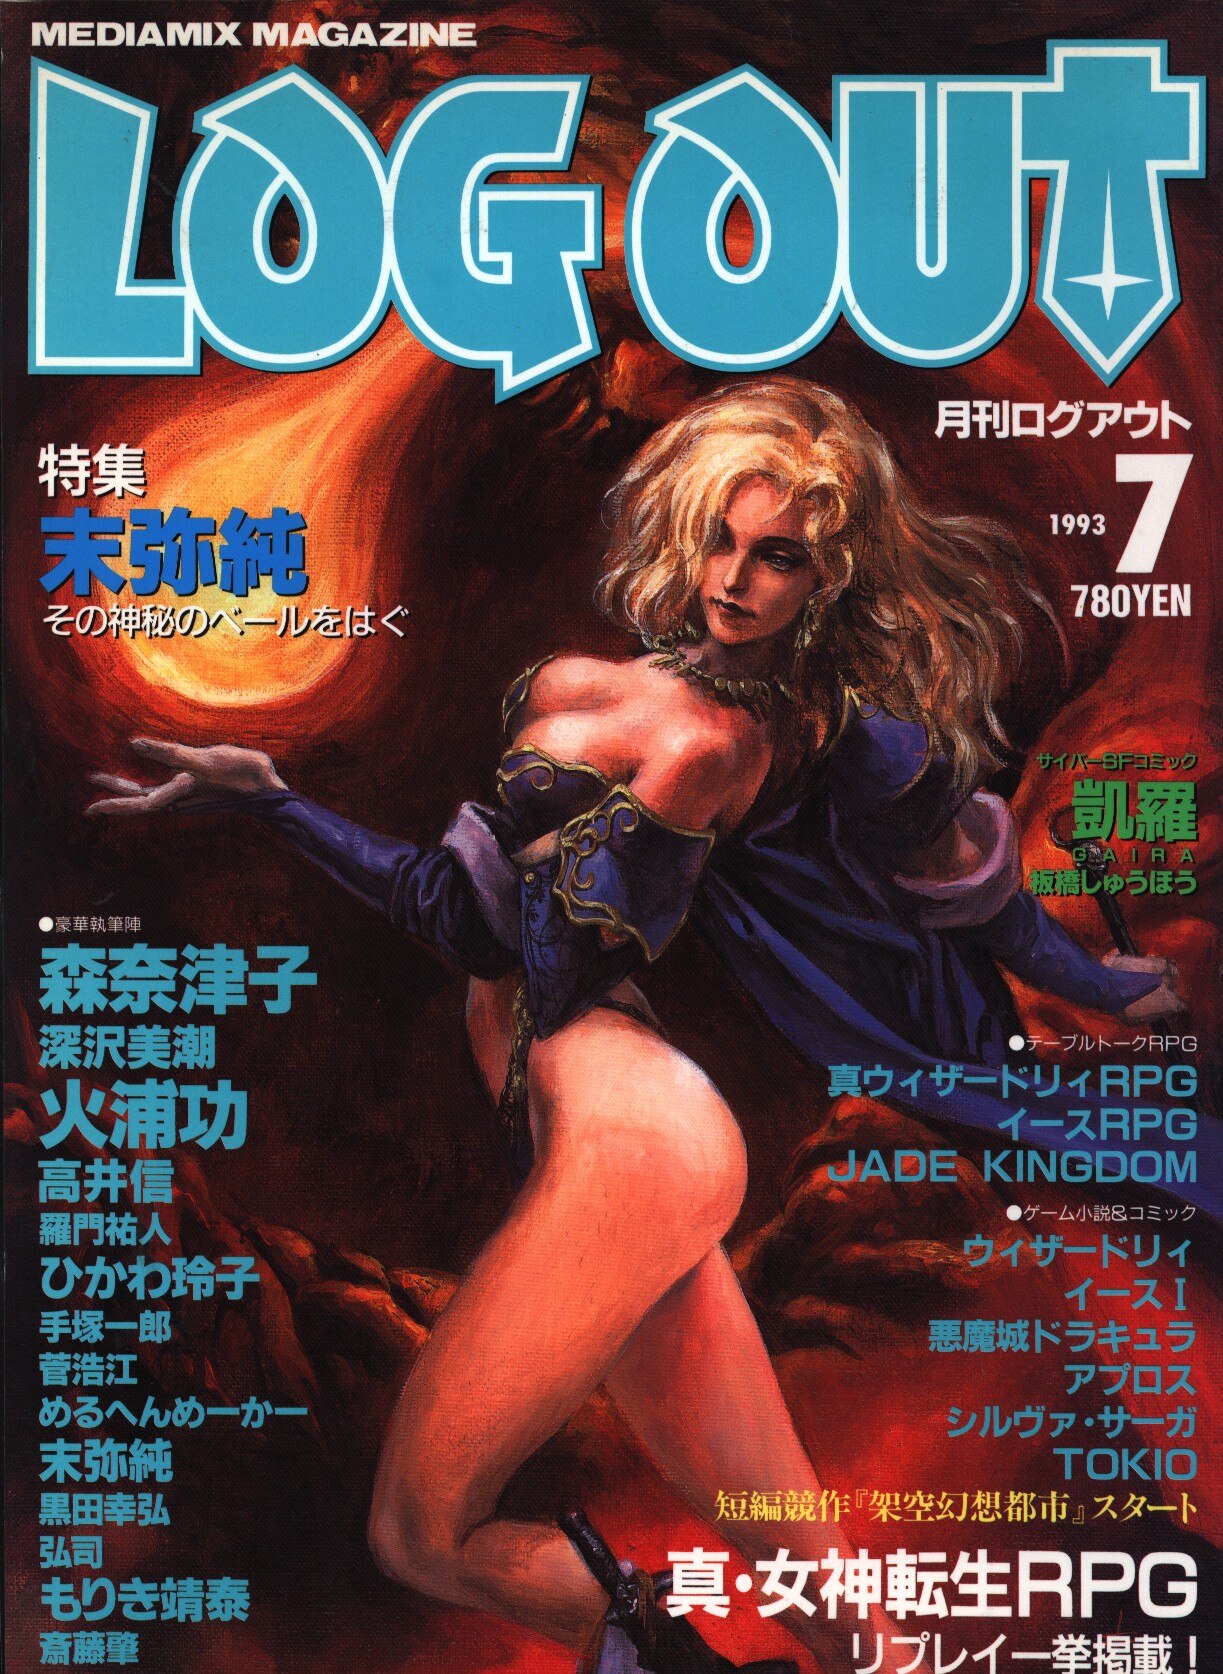 MEDIAMIX MAGAZINE
LOG OUT
月刊ログアウト
1993 7
780YEN
特集
末弥純
その神秘のベールをはぐ
サイバーSFコミック
凱羅
GAIRA
板橋しゅうほう
●豪華執筆陣
森奈津子
深沢美潮
火浦功
高井信
羅門祐人
ひかわ玲子
手塚一郎
菅浩江
めるへんめーかー
末弥純
黒田幸弘
弘司
もりき靖泰
斎藤肇
●テーブルトークRPG
真ウィザードリィRPG
イースRPG
JADE KINGDOM
●ゲーム小説&コミック
ウィザードリィ
イースⅠ
悪魔城ドラキュラ
アプロス
シルヴァ・サーガ
TOKIO
短編競作『架空幻想都市』スタート
真・女神転生RPG
リプレイ一挙掲載！